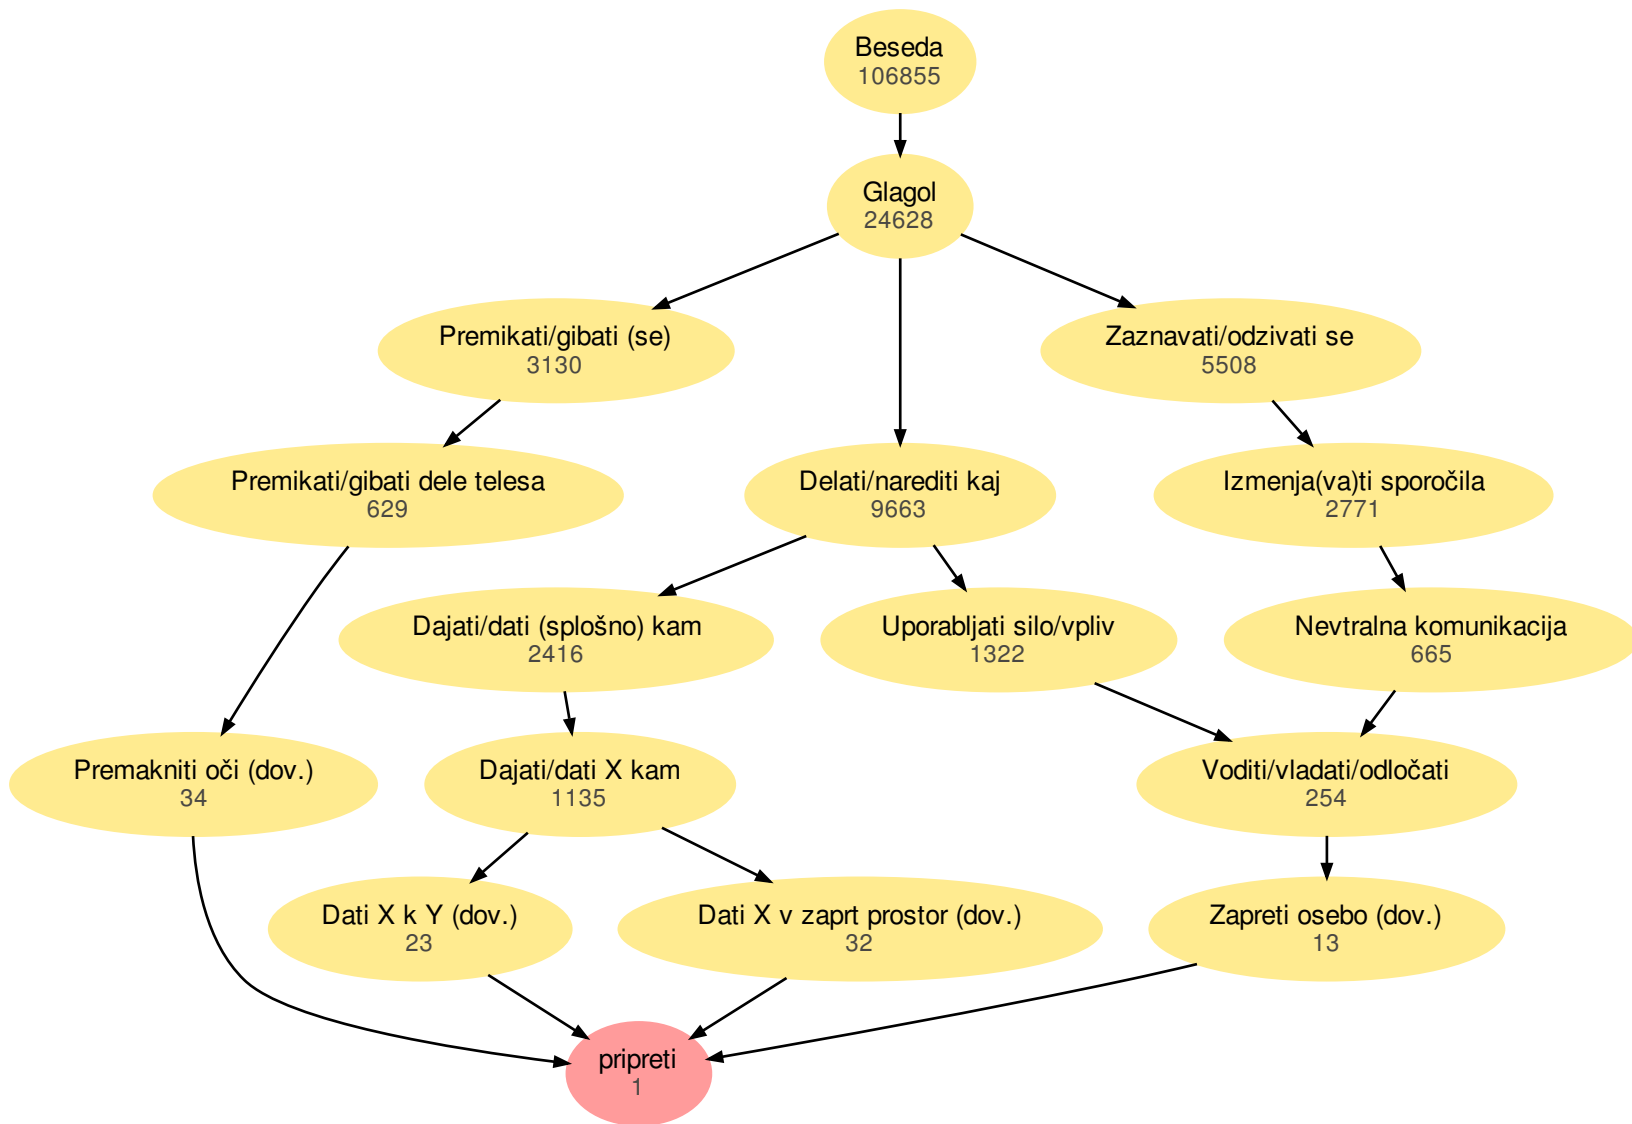 Beseda
106855
Glagol
24628
Premikati/gibati (se)
3130
Zaznavati/odzivati se
5508
Premikati/gibati dele telesa
629
Delati/narediti kaj
9663
Izmenja(va)ti sporočila
2771
Dajati/dati (splošno) kam
2416
Uporabljati silo/vpliv
1322
Nevtralna komunikacija
665
Premakniti oči (dov.)
34
Dajati/dati X kam
1135
Voditi/vladati/odločati
254
Dati X k Y (dov.)
23
Dati X v zaprt prostor (dov.)
32
Zapreti osebo (dov.)
13
pripreti
1